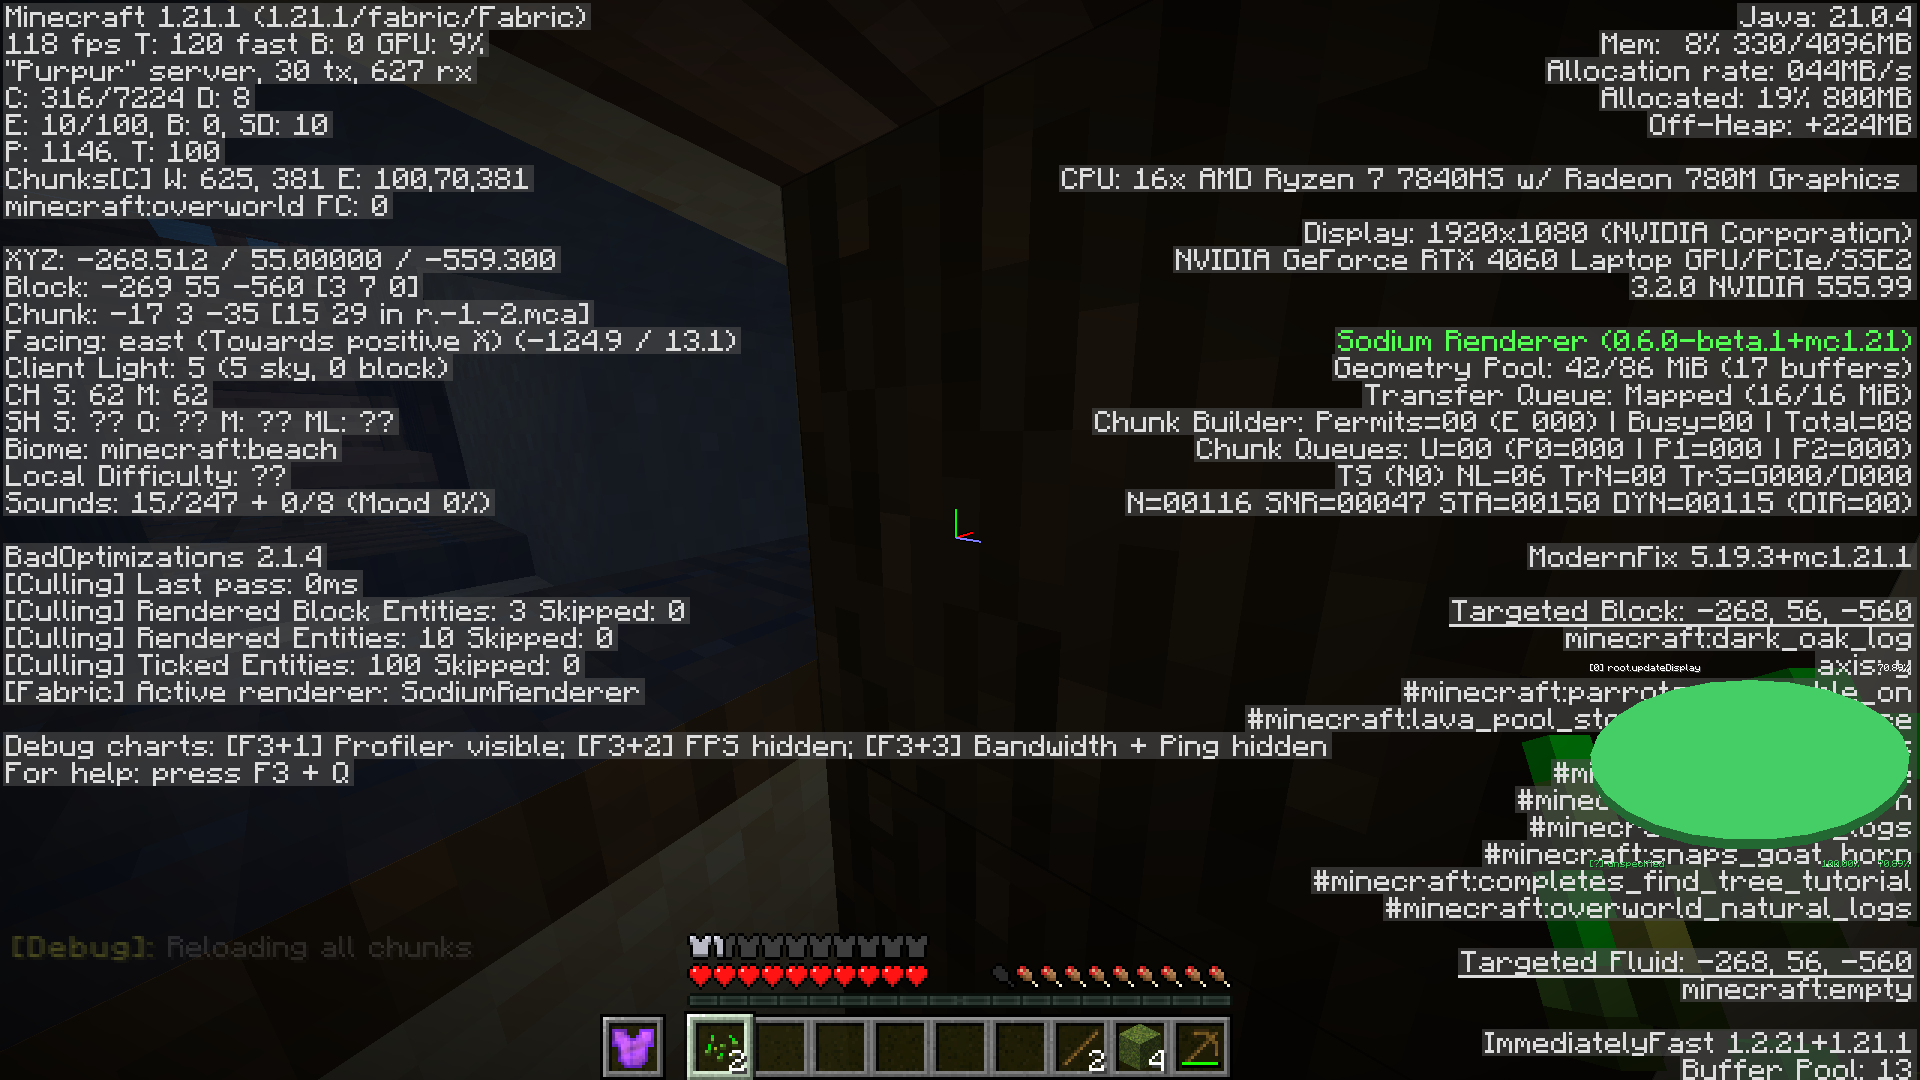 Minecraft 1.21.1 (1.21.1/fabric/Fabric)
118 fps T: 120 fast B: 0 GPU: 9%
"Purpur" server, 30 tx, 627 rx
C: 316/7224 D: 8
E: 10/100, B: 0, SD: 10
P: 1146. T: 100
Chunks[C] W: 625, 381 E: 100,70,381
minecraft:overworld FC: 0
XYZ: -268.512 / 55.00000 / -559.300
Block: -269 55 -560 [3 7 0]
Chunk: -17 3 -35 [15 29 in r.-1.-2.mca]
Facing: east (Towards positive X) (-124.9 / 13.1)
Client Light: 5 (5 sky, 0 block)
CH S: 62 M: 62
SH S: ?? O: ?? M: ?? ML: ??
Biome: minecraft:beach
Local Difficulty: ??
Sounds: 15/247 + 0/8 (Mood 0%)
BadOptimizations 2.1.4
[Culling] Last pass: 0ms
[Culling] Rendered Block Entities: 3 Skipped: 0
[Culling] Rendered Entities: 10 Skipped: 0
[Culling] Ticked Entities: 100 Skipped: 0
[Fabric] Active renderer: SodiumRenderer
Debug charts: [F3+1] Profiler visible; [F3+2] FPS hidden; [F3+3] Bandwidth + Ping hidden
For help: press F3 + Q
[Debug]: Reloading all chunks
Java: 21.0.4
Mem: 8% 330/4096MB
Allocation rate: 044MB/s
Allocated: 19% 800MB
Off-Heap: +224MB
CPU: 16x AMD Ryzen 7 7840HS w/ Radeon 780M Graphics
Display: 1920x1080 (NVIDIA Corporation)
NVIDIA GeForce RTX 4060 Laptop GPU/PCIe/SSE2
3.2.0 NVIDIA 555.99
Sodium Renderer (0.6.0-beta.1+mc1.21)
Geometry Pool: 42/86 MiB (17 buffers)
Transfer Queue: Mapped (16/16 MiB)
Chunk Builder: Permits=00 (E 000) | Busy=00 | Total=08
Chunk Queues: U=00 (P0=000 | P1=000 | P2=000)
TS (N0) NL=06 TrN=00 TrS=G000/D000
N=00116 SNR=00047 STA=00150 DYN=00115 (DIR=00)
ModernFix 5.19.3+mc1.21.1
Targeted Block: -268, 56, -560
minecraft:dark_oak_log
[0] root.updateDisplay
#minecraft:snaps_goat_horn
[?] unspecified 100.00%
#minecraft:completes_find_tree_tutorial
#minecraft:overworld_natural_logs
Targeted Fluid: -268, 56, -560
minecraft:empty
ImmediatelyFast 1.2.21+1.21.1
Buffer Pool: 13
2
2
4